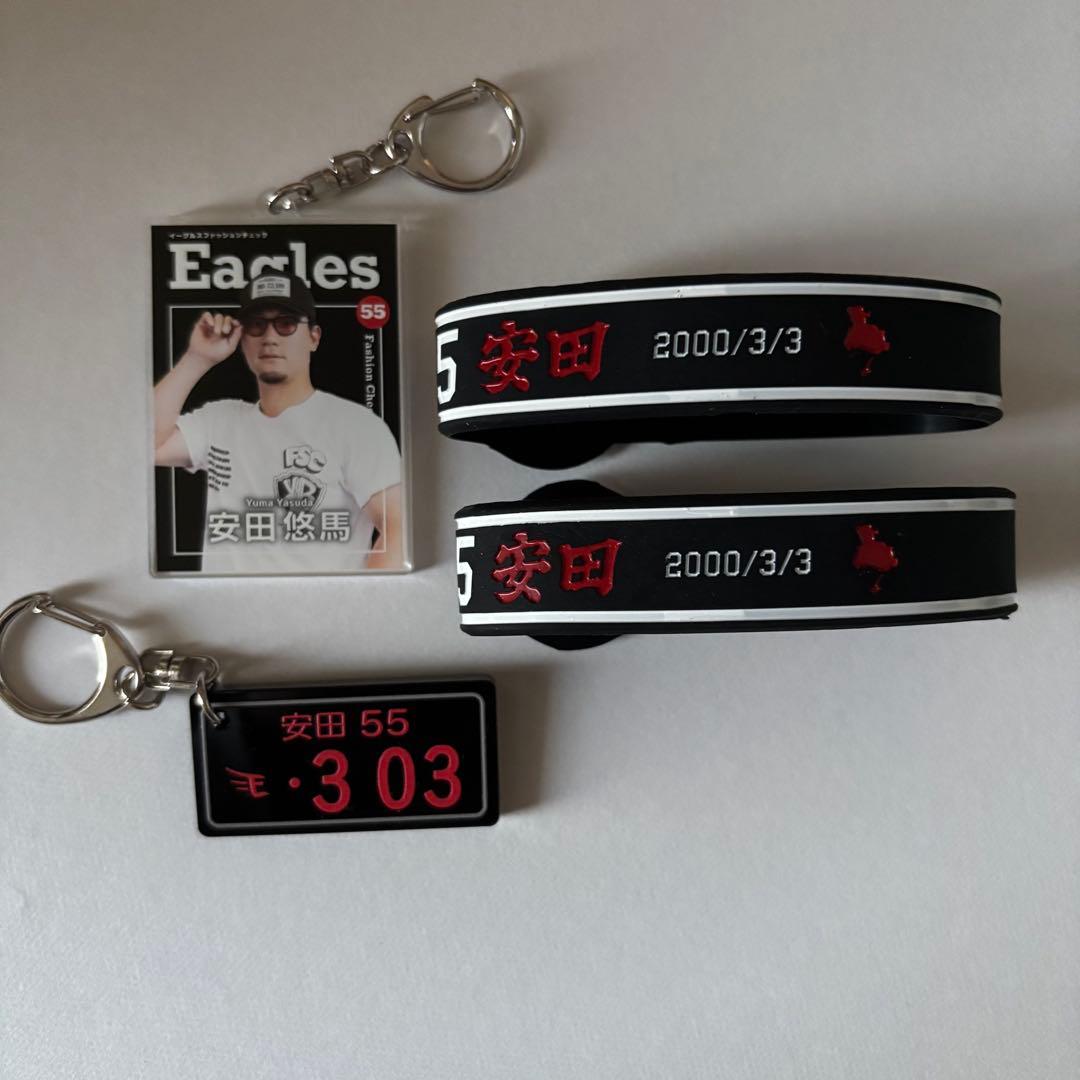 イーグルスファッションチェック
Eagles
55
Fashion Che
FSC
YD
Yuma Yasuda
安田 悠馬
5 安田 2000/3/3
5 安田 2000/3/3
安田 55
E ・3 03